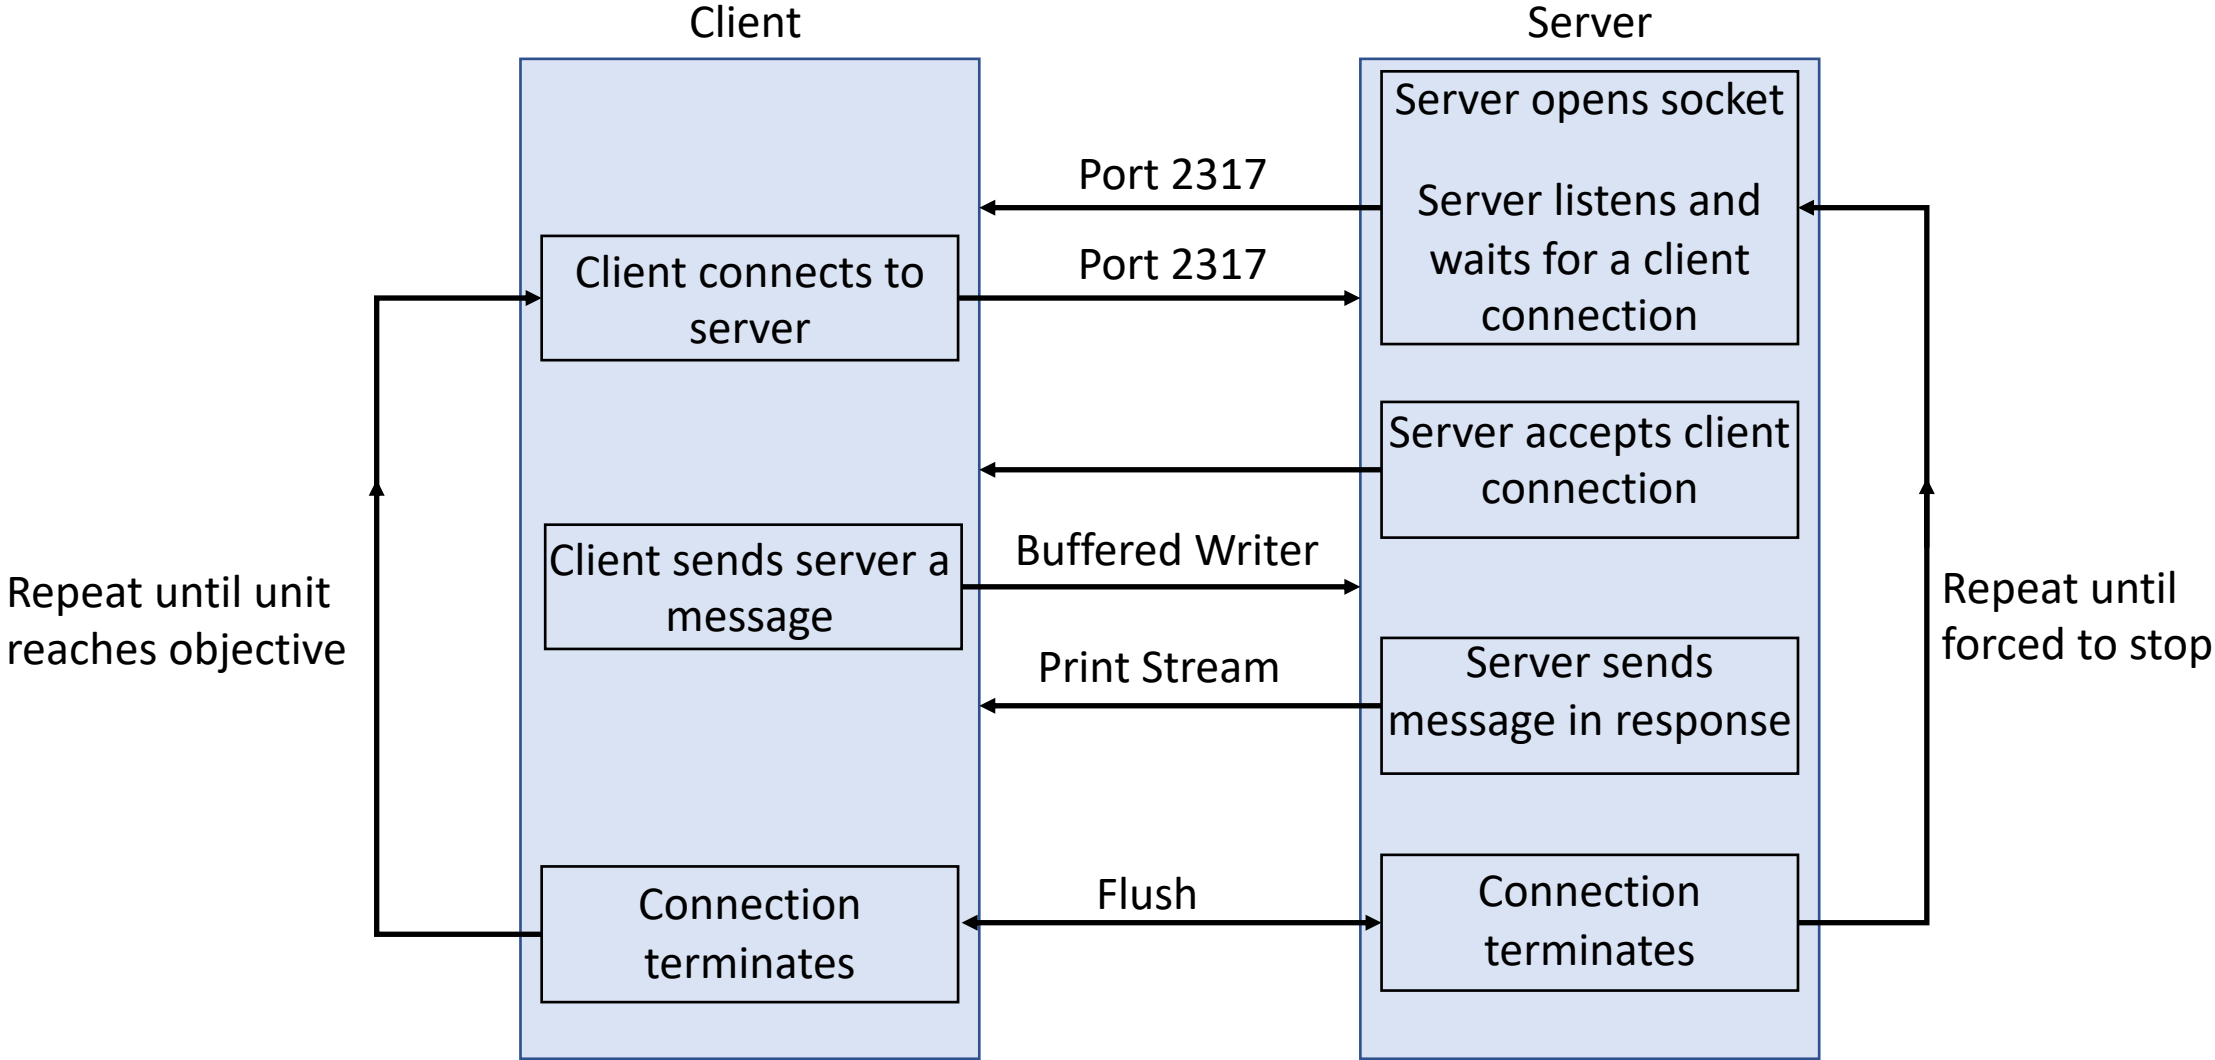 Client
Server
Server opens socket
Port 2317
Server listens and
waits for a client
connection
Port 2317
Client connects to
server
Server accepts client
connection
Buffered Writer
Client sends server a
message
Repeat until unit
reaches objective
Repeat until
forced to stop
Print Stream
Server sends
message in response
Flush
Connection
terminates
Connection
terminates